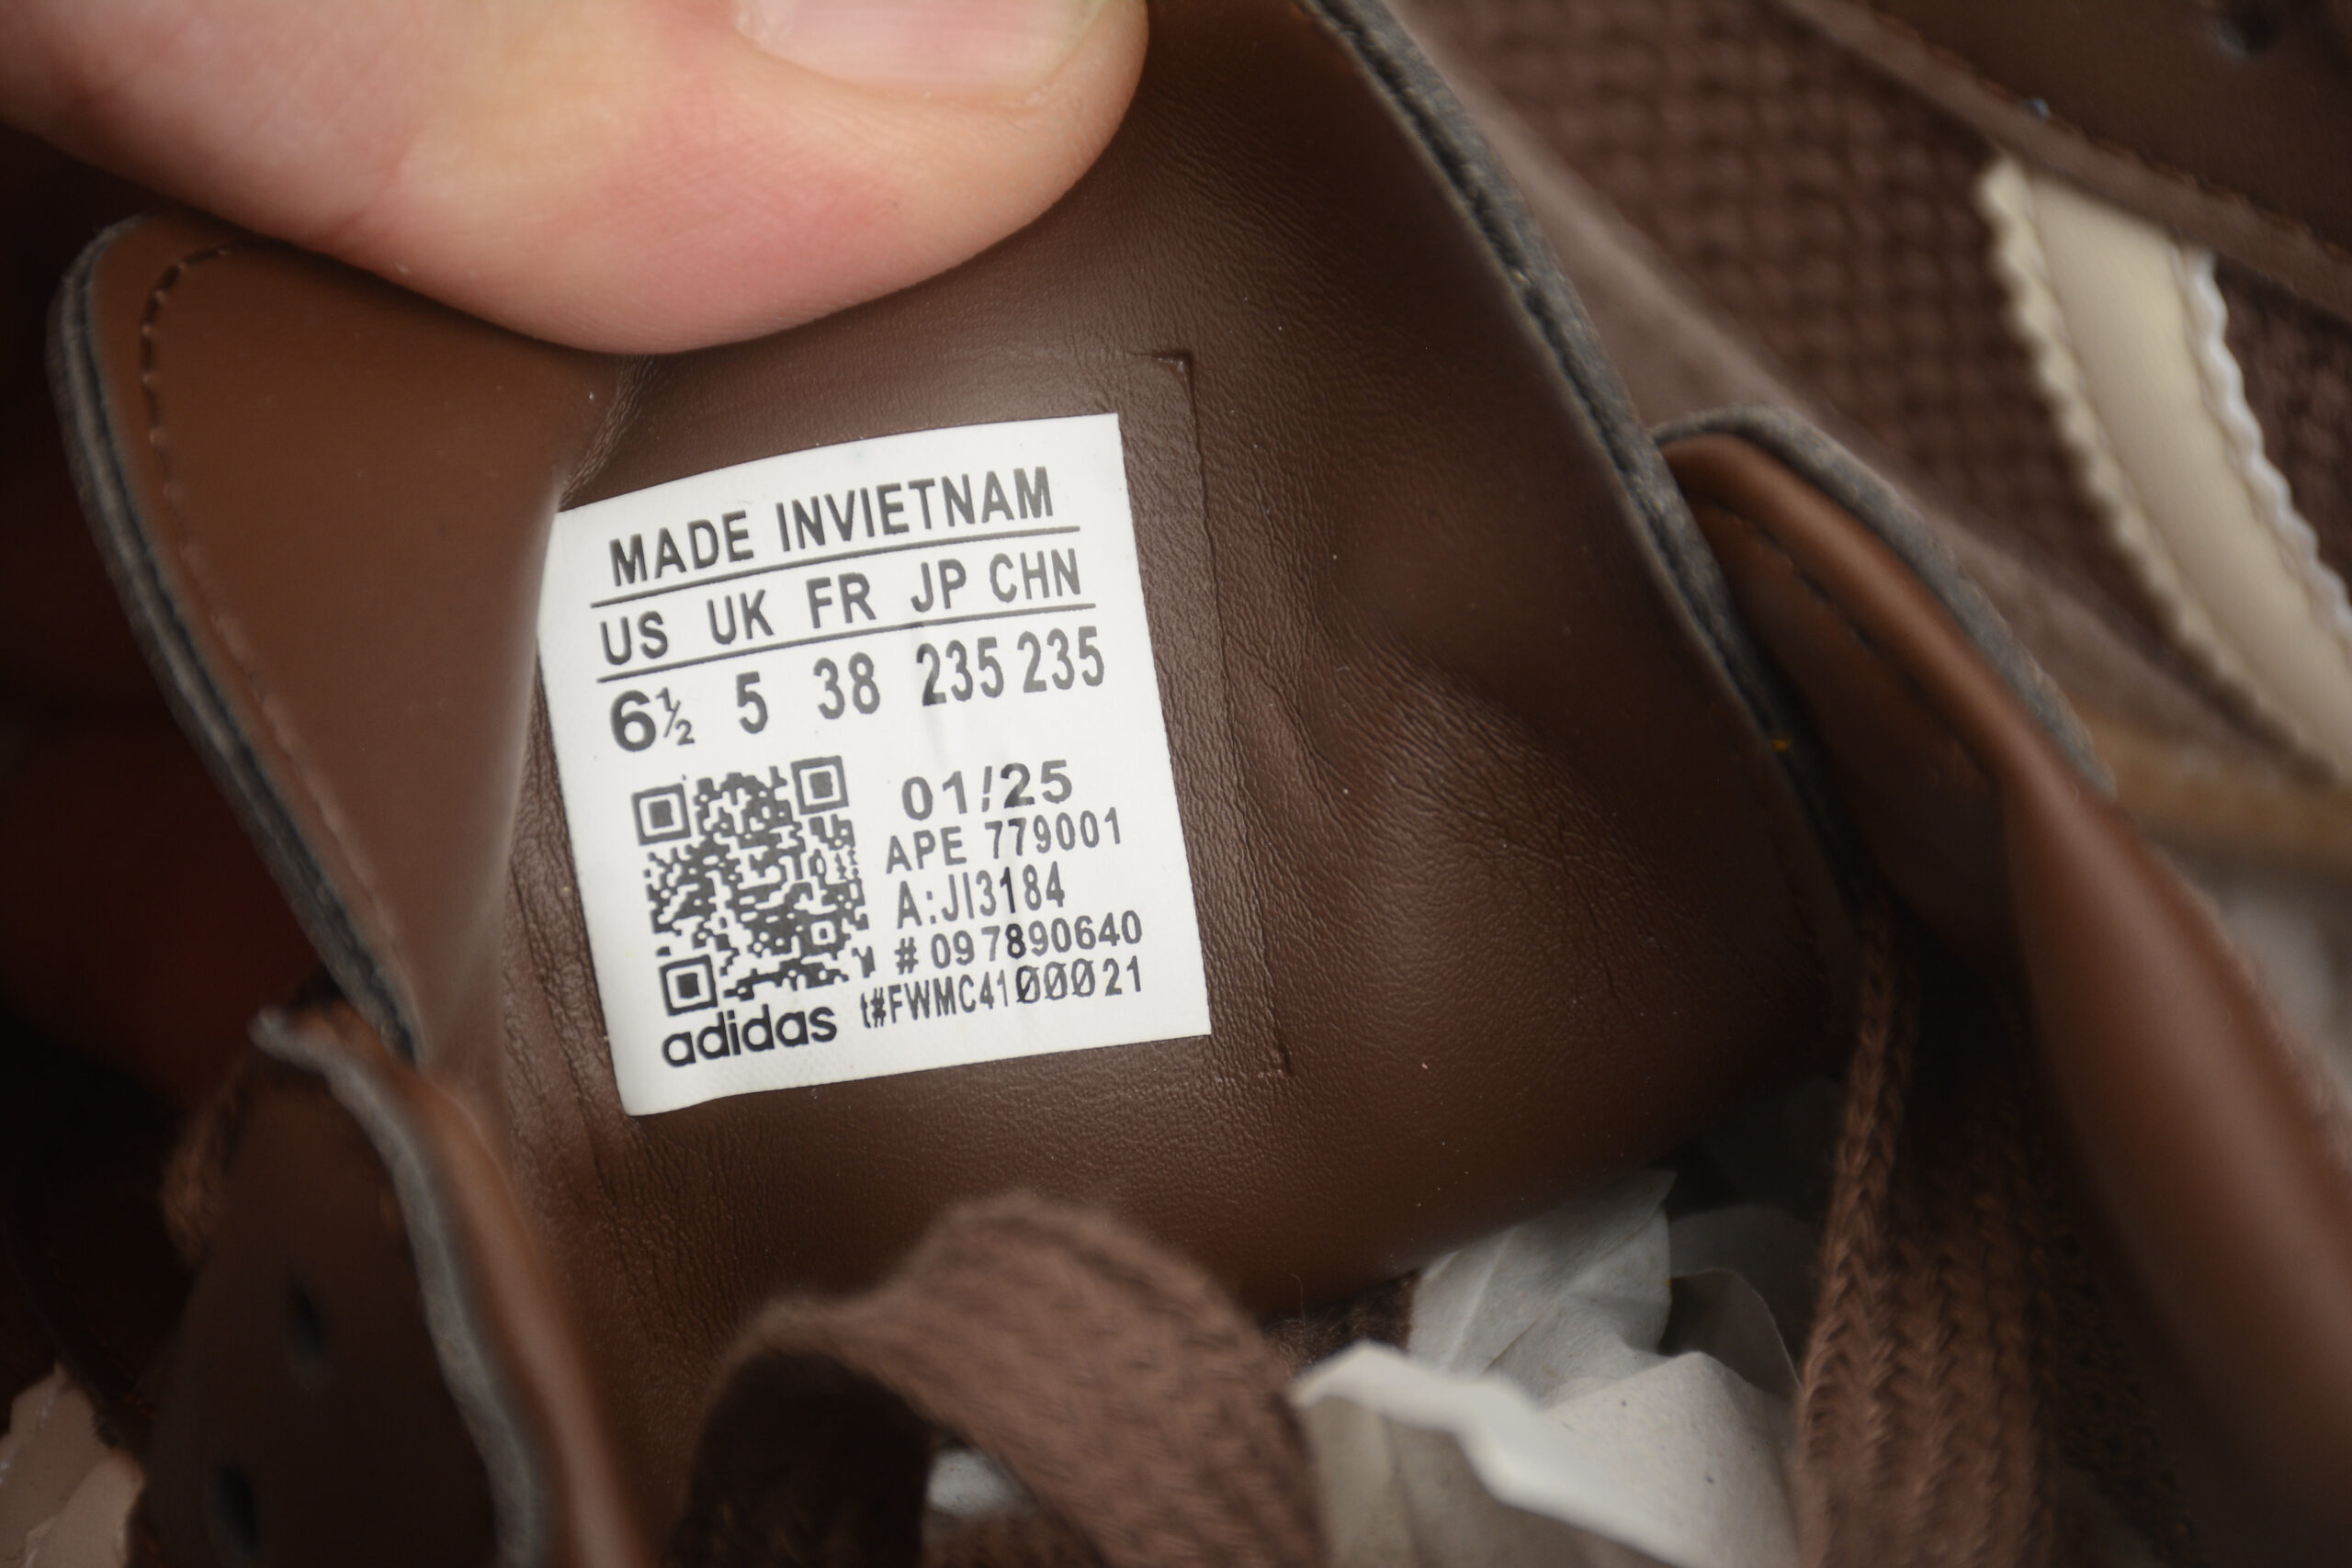 MADE INVIETNAM
US UK FR JP CHN
6½ 5 38 235 235
01/25
APE 779001
A:JI3184
# 097890640
t#FWMC41000021
adidas